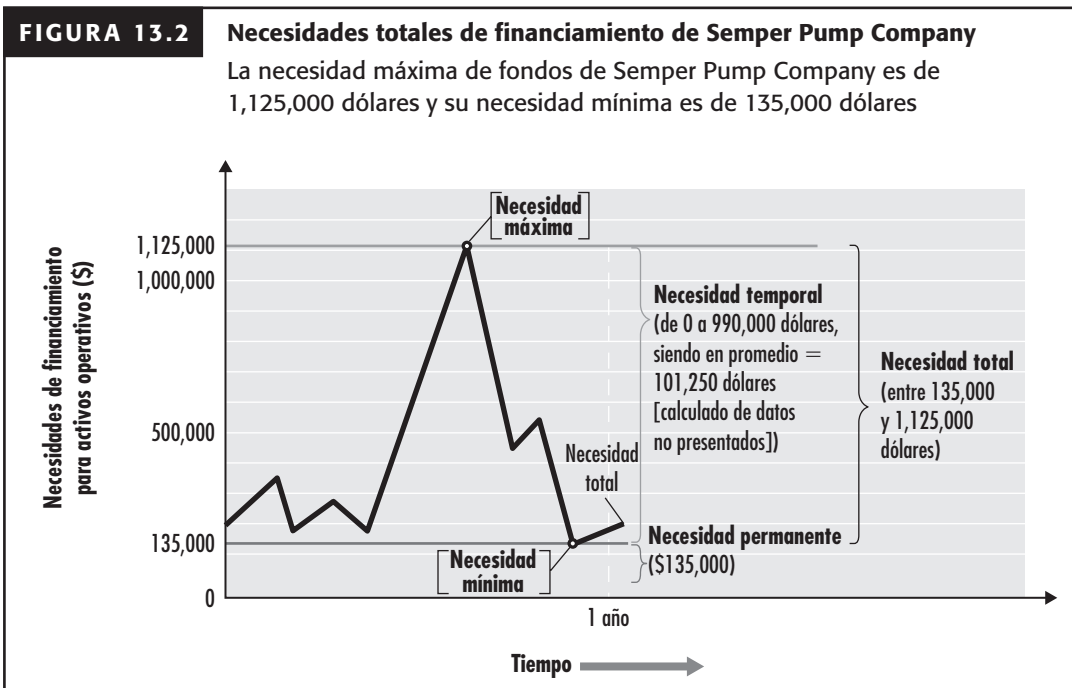 FIGURA 13.2
Necesidades totales de financiamiento de Semper Pump Company
La necesidad máxima de fondos de Semper Pump Company es de
1,125,000 dólares y su necesidad mínima es de 135,000 dólares
Necesidades de financiamiento
para activos operativos ($)
1,125,000
1,000,000
500,000
135,000
0
Necesidad
máxima
Necesidad temporal
(de 0 a 990,000 dólares,
siendo en promedio =
101,250 dólares
[calculado de datos
no presentados])
Necesidad total
(entre 135,000
y 1,125,000
dólares)
Necesidad
total
Necesidad permanente
($135,000)
Necesidad
mínima
1 año
Tiempo